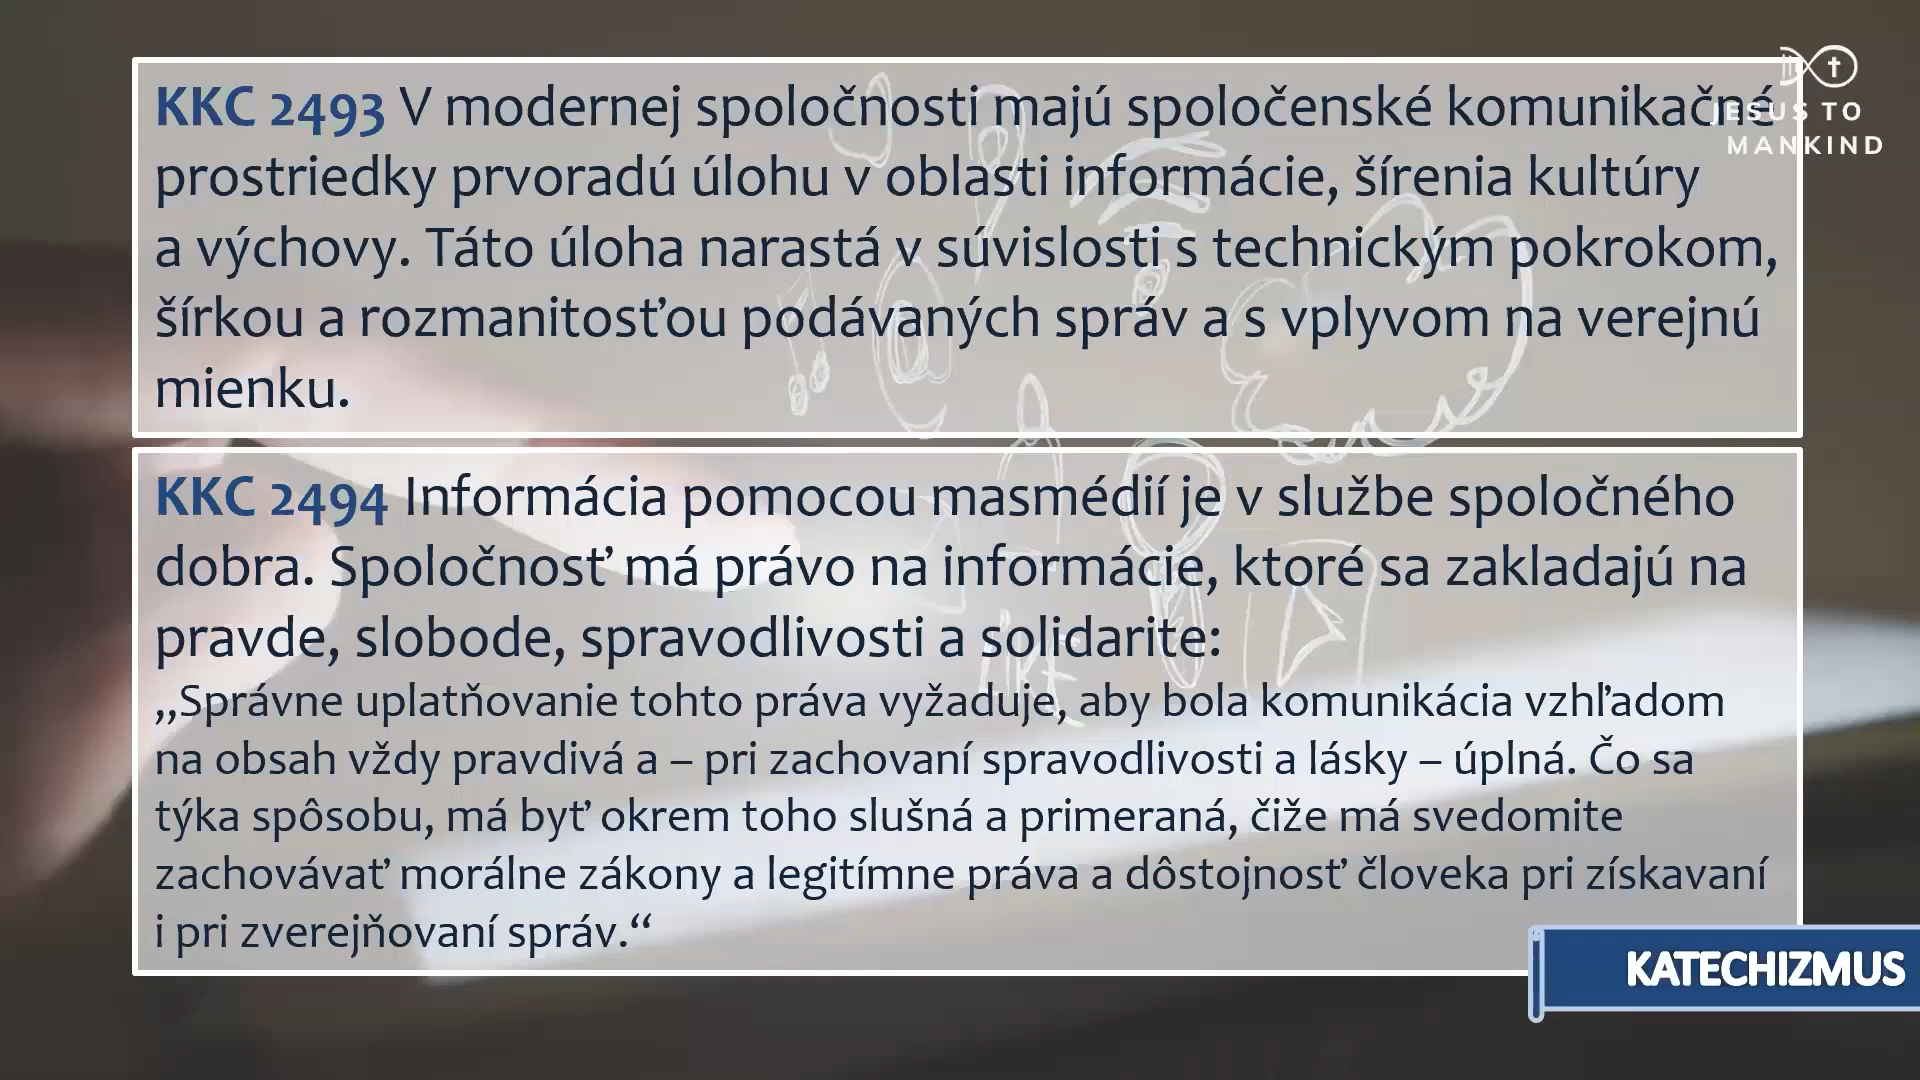 KKC 2493 V modernej spoločnosti majú spoločenské komunikačné
prostriedky prvoradú úlohu v oblasti informácie, šírenia kultúry
a výchovy. Táto úloha narastá v súvislosti s technickým pokrokom,
šírkou a rozmanitosťou podávaných správ a s vplyvom na verejnú
mienku.
KKC 2494 Informácia pomocou masmédií je v službe spoločného
dobra. Spoločnosť má právo na informácie, ktoré sa zakladajú na
pravde, slobode, spravodlivosti a solidarite:
„Správne uplatňovanie tohto práva vyžaduje, aby bola komunikácia vzhľadom
na obsah vždy pravdivá a – pri zachovaní spravodlivosti a lásky – úplná. Čo sa
týka spôsobu, má byť okrem toho slušná a primeraná, čiže má svedomite
zachovávať morálne zákony a legitímne práva a dôstojnosť človeka pri získavaní
i pri zverejňovaní správ.“
KATECHIZMUS
JESUS TO
MANKIND